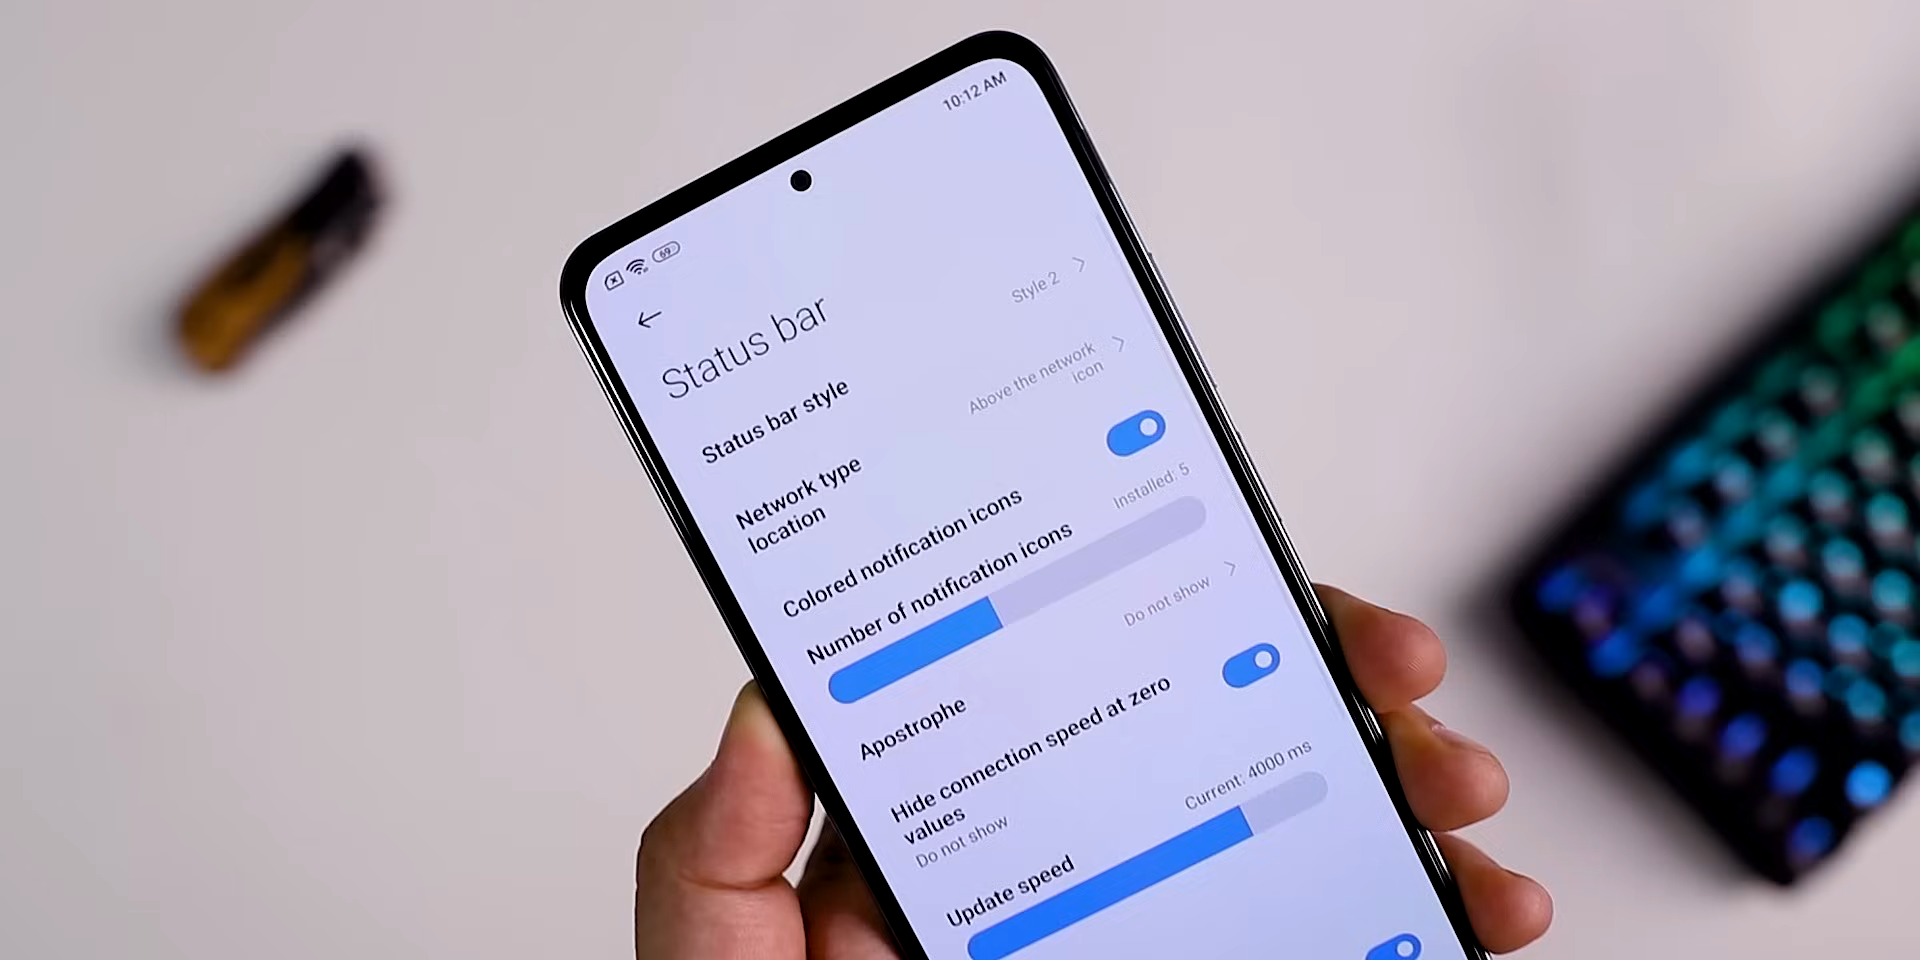 10:12 AM
69
Status bar
Status bar style
Style 2
Network type
location
Above the network
icon
Colored notification icons
Number of notification icons
Installed: 5
Apostrophe
Do not show
Hide connection speed at zero
values
Do not show
Update speed
Current: 4000 ms